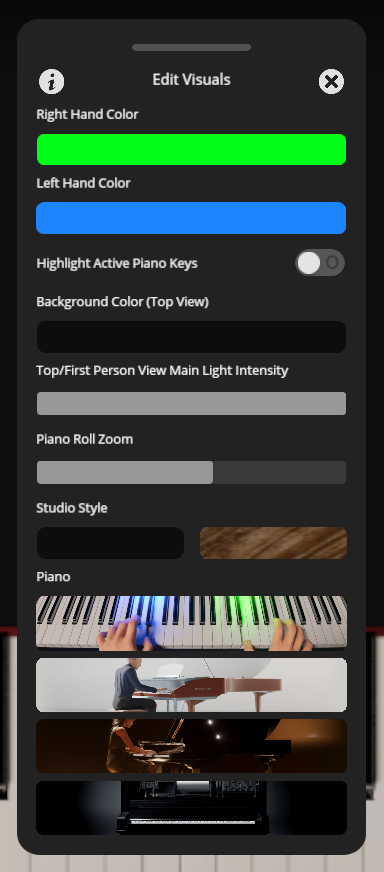 i
Edit Visuals
Right Hand Color
Left Hand Color
Highlight Active Piano Keys
Background Color (Top View)
Top/First Person View Main Light Intensity
Piano Roll Zoom
Studio Style
Piano